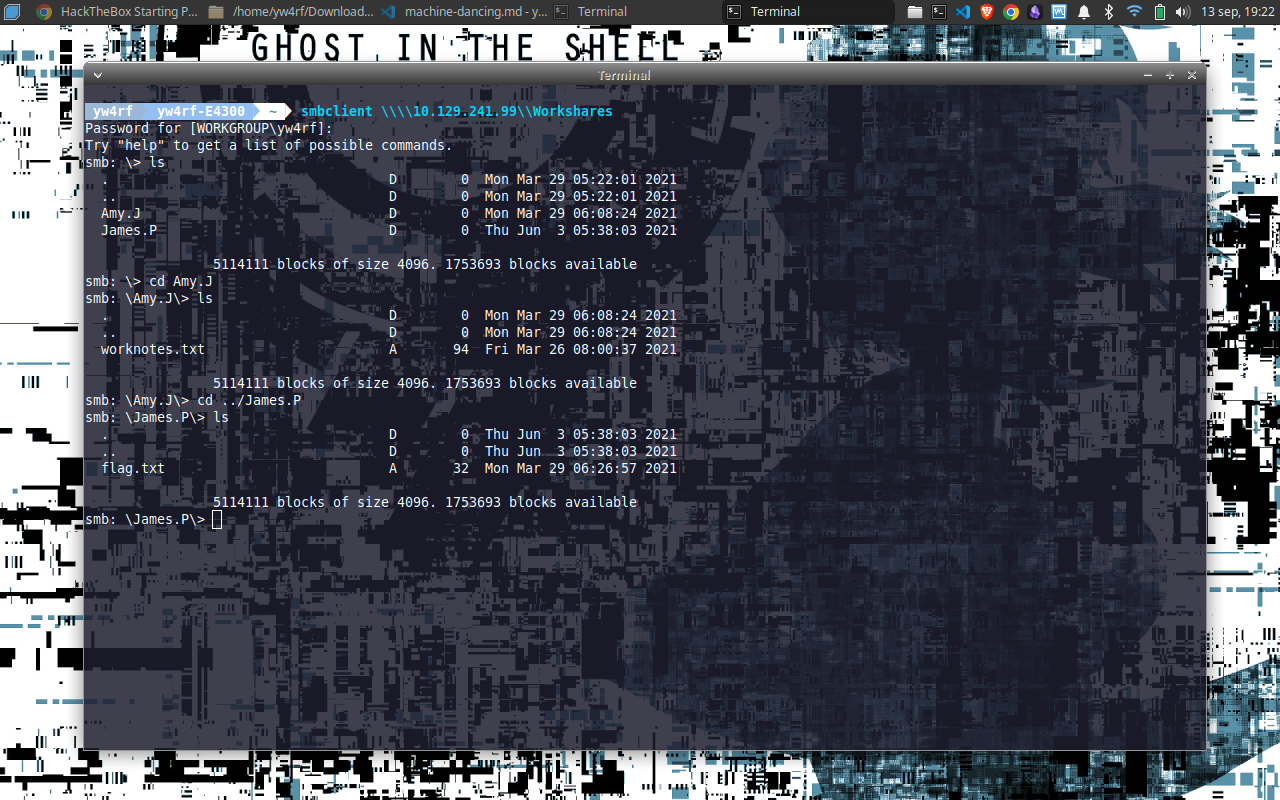 HackTheBox Starting P... /home/yw4rf/Download... machine-dancing.md - y... Terminal Terminal 13 sep, 19:22
GHOST IN THE SHELL
Terminal
yw4rf yw4rf-E4300 ~ smbclient \\\\10.129.241.99\\Workshares
Password for [WORKGROUP\yw4rf]:
Try "help" to get a list of possible commands.
smb: \> ls
. D 0 Mon Mar 29 05:22:01 2021
.. D 0 Mon Mar 29 05:22:01 2021
Amy.J D 0 Mon Mar 29 06:08:24 2021
James.P D 0 Thu Jun 3 05:38:03 2021
5114111 blocks of size 4096. 1753693 blocks available
smb: \> cd Amy.J
smb: \Amy.J\> ls
. D 0 Mon Mar 29 06:08:24 2021
.. D 0 Mon Mar 29 06:08:24 2021
worknotes.txt A 94 Fri Mar 26 08:00:37 2021
5114111 blocks of size 4096. 1753693 blocks available
smb: \Amy.J\> cd ../James.P
smb: \James.P\> ls
. D 0 Thu Jun 3 05:38:03 2021
.. D 0 Thu Jun 3 05:38:03 2021
flag.txt A 32 Mon Mar 29 06:26:57 2021
5114111 blocks of size 4096. 1753693 blocks available
smb: \James.P\>